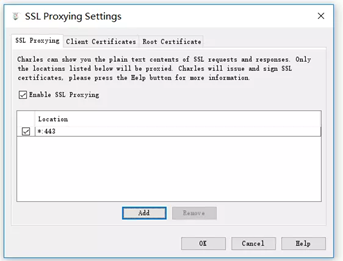 SSL Proxying Settings
SSL Proxying Client Certificates Root Certificate
Charles can show you the plain text contents of SSL requests and responses. Only
the locations listed below will be proxied. Charles will issue and sign SSL
certificates, please press the Help button for more information.
Enable SSL Proxying
Location
*:443
Add Remove
OK Cancel Help